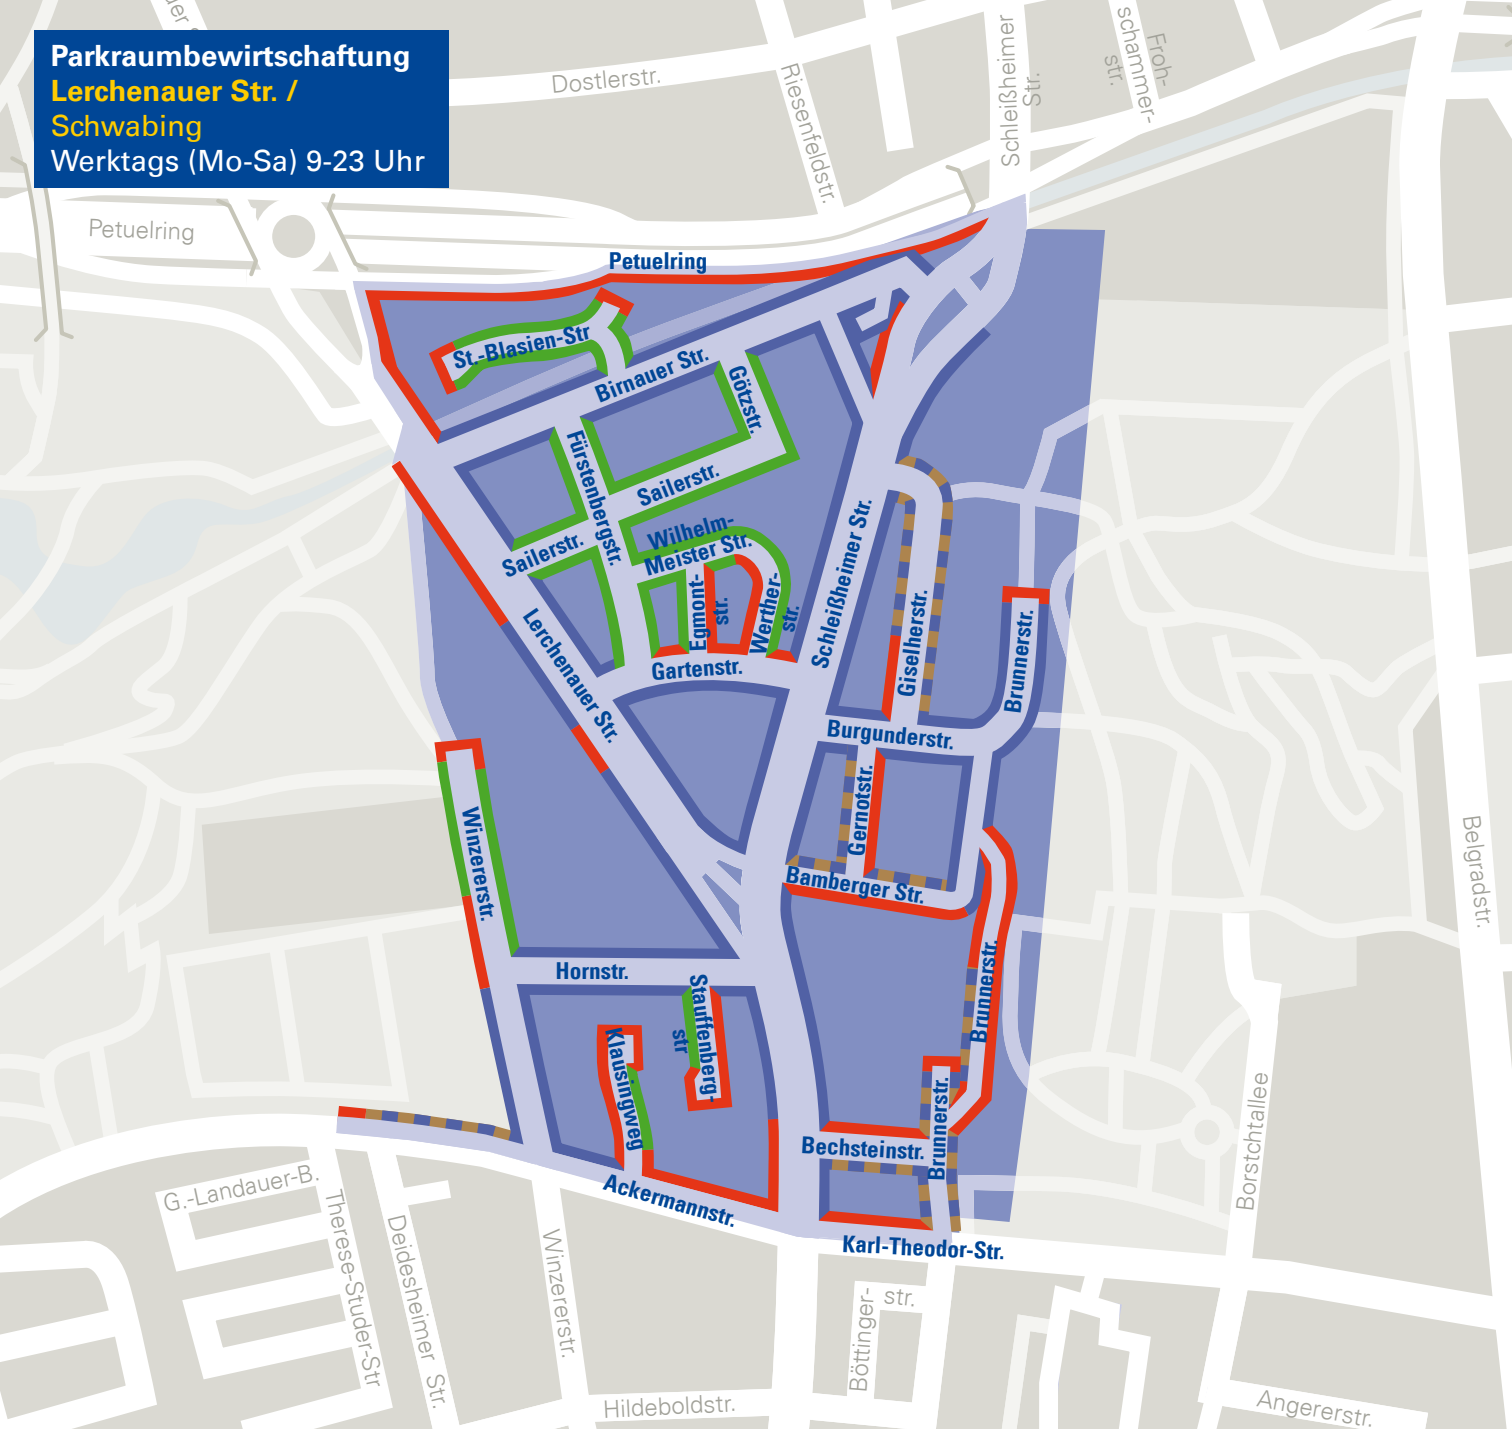 Parkraumbewirtschaftung
Lerchenauer Str. /
Schwabing
Werktags (Mo-Sa) 9-23 Uhr
Dostlerstr.
Riesenfeldstr.
Schleißheimer
Str.
Froh-
schammer-
str.
Petuelring
Petuelring
St.-Blasien-Str
Birnauer Str.
Götzstr.
Fürstenbergstr.
Sailerstr.
Sailerstr.
Wilhelm-
Meister Str.
Egmont-
str.
Werther-
str.
Gartenstr.
Lerchenauer Str.
Schleißheimer Str.
Giselherstr.
Brunnerstr.
Burgunderstr.
Gernotstr.
Bamberger Str.
Winzererstr.
Hornstr.
Stauffenberg-
str
Klausingweg
Brunnerstr.
Brunnerstr.
Bechsteinstr.
Ackermannstr.
Karl-Theodor-Str.
Belgradstr.
Borstchtallee
G.-Landauer-B.
Therese-Studer-Str
Deidesheimer Str.
Winzererstr.
Böttinger-
str.
Hildeboldstr.
Angererstr.